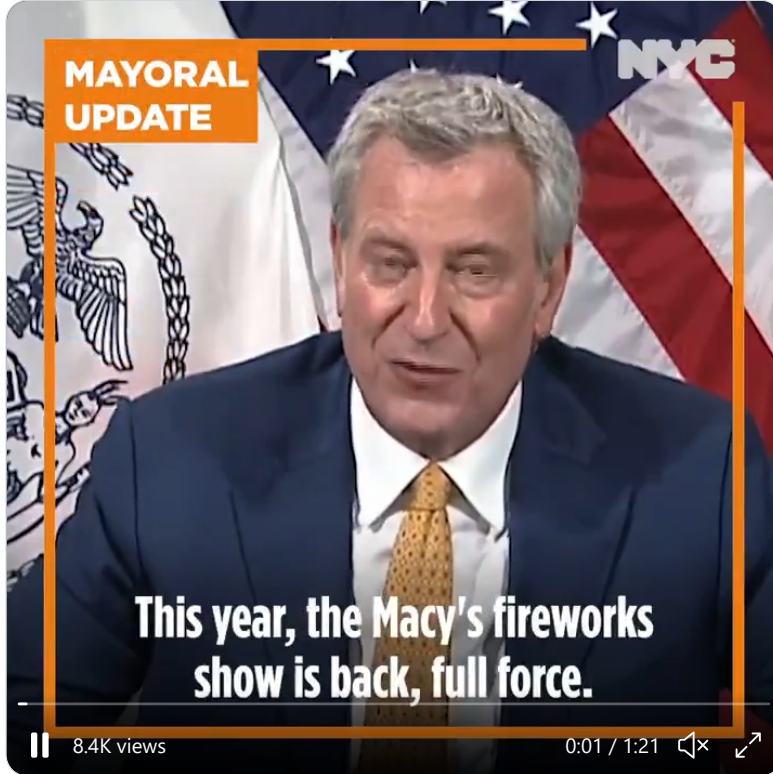 MAYORAL
UPDATE
NYC
This year, the Macy's fireworks
show is back, full force.
8.4K views
0:01 / 1:21